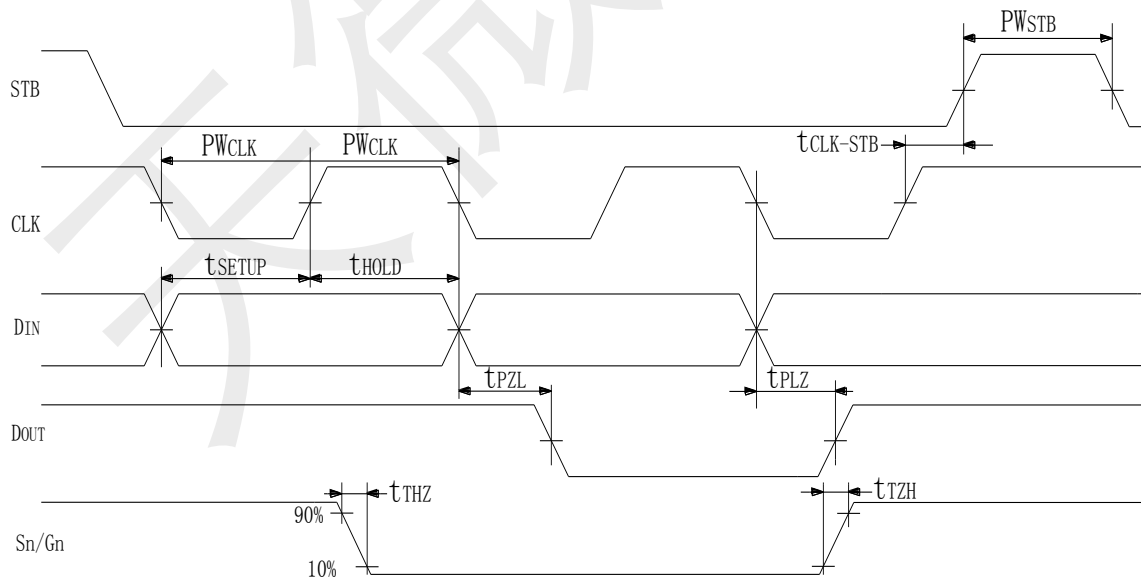 PWSTB
STB
tCLK-STB
PWCLK PWCLK
CLK
tSETUP tHOLD
DIN
tPZL tPLZ
DOUT
tTHZ tTZH
90%
Sn/Gn
10%